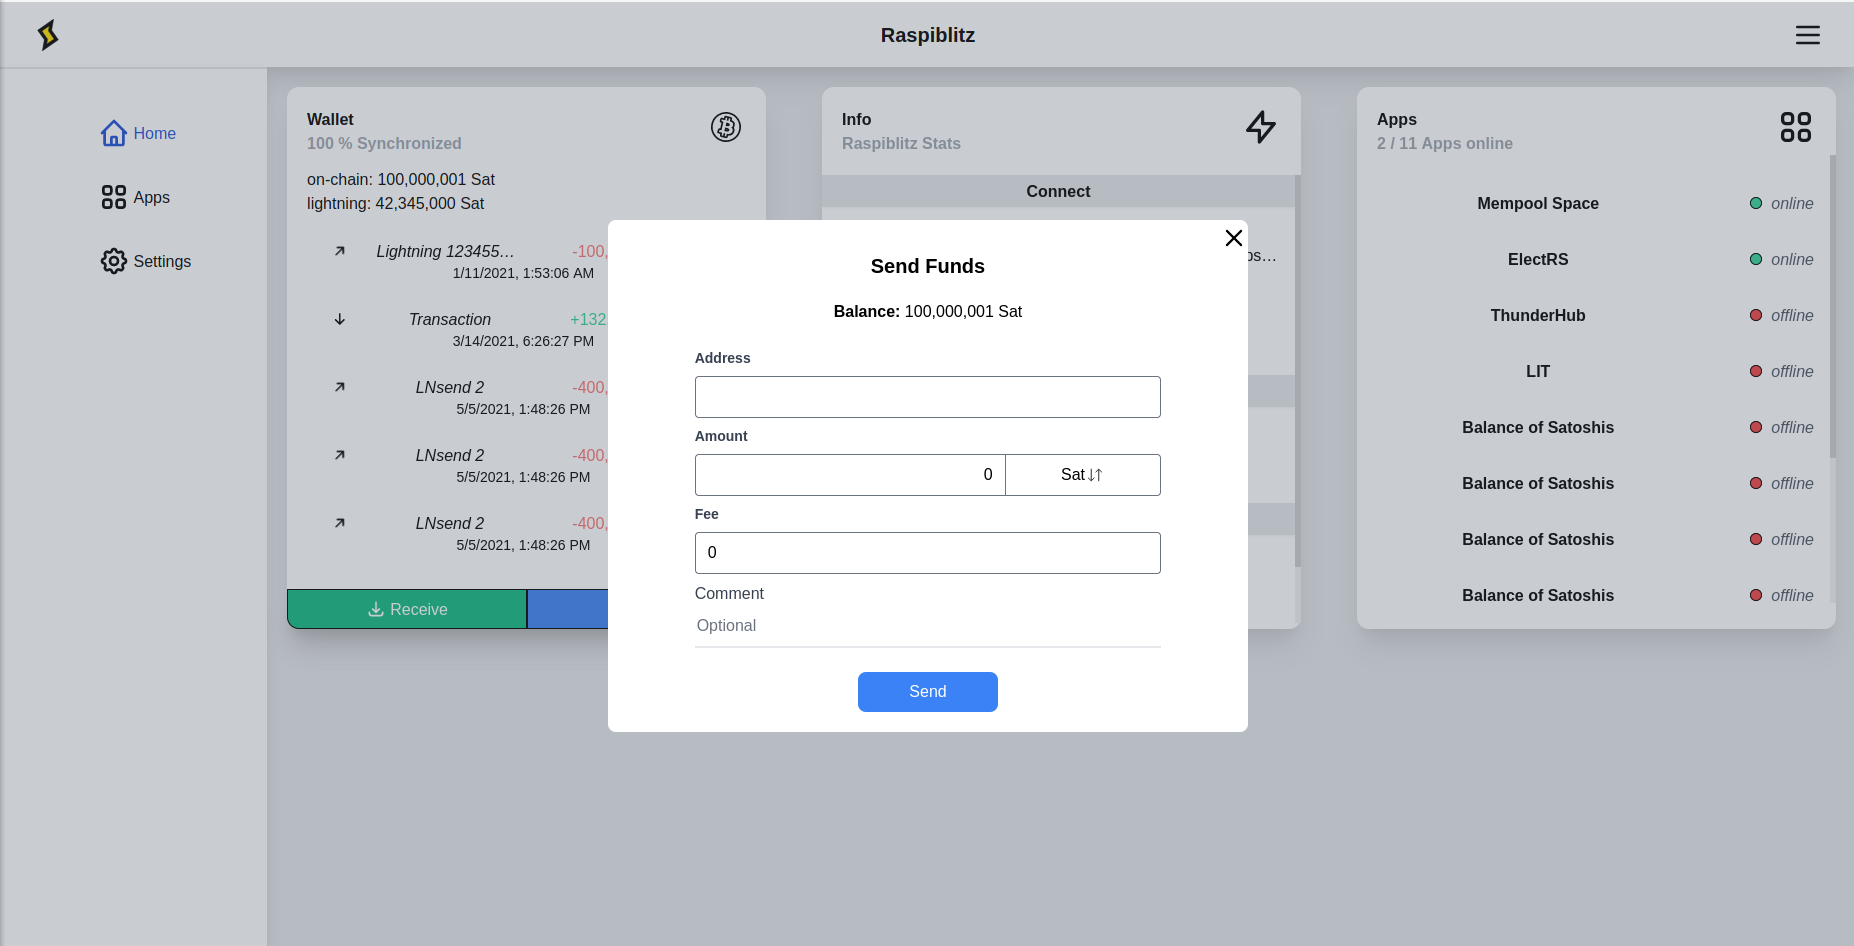 Raspiblitz
Home
Apps
Settings
Wallet
100 % Synchronized
on-chain: 100,000,001 Sat
lightning: 42,345,000 Sat
Lightning 123455… -100,
1/11/2021, 1:53:06 AM
Transaction +132
3/14/2021, 6:26:27 PM
LNsend 2 -400,
5/5/2021, 1:48:26 PM
LNsend 2 -400,
5/5/2021, 1:48:26 PM
LNsend 2 -400,
5/5/2021, 1:48:26 PM
Receive
Info
Raspiblitz Stats
Connect
Send Funds
Balance: 100,000,001 Sat
Address
Amount
0 Sat
Fee
0
Comment
Optional
Send
Apps
2 / 11 Apps online
Mempool Space online
ElectRS online
ThunderHub offline
LIT offline
Balance of Satoshis offline
Balance of Satoshis offline
Balance of Satoshis offline
Balance of Satoshis offline